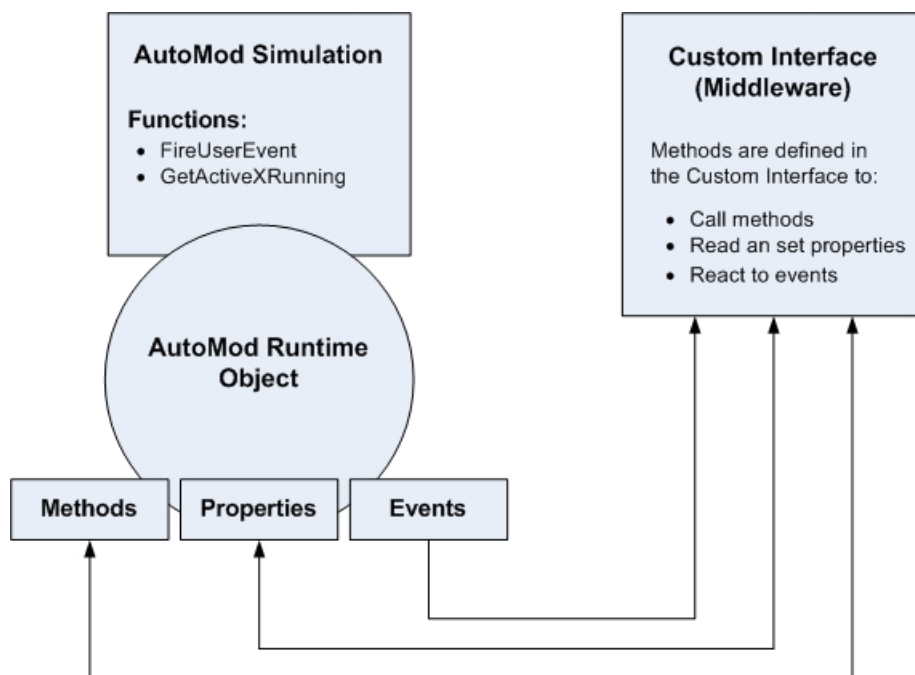 AutoMod Simulation
Functions:
• FireUserEvent
• GetActiveXRunning
AutoMod Runtime
Object
Methods
Properties
Events
Custom Interface
(Middleware)
Methods are defined in
the Custom Interface to:
• Call methods
• Read an set properties
• React to events